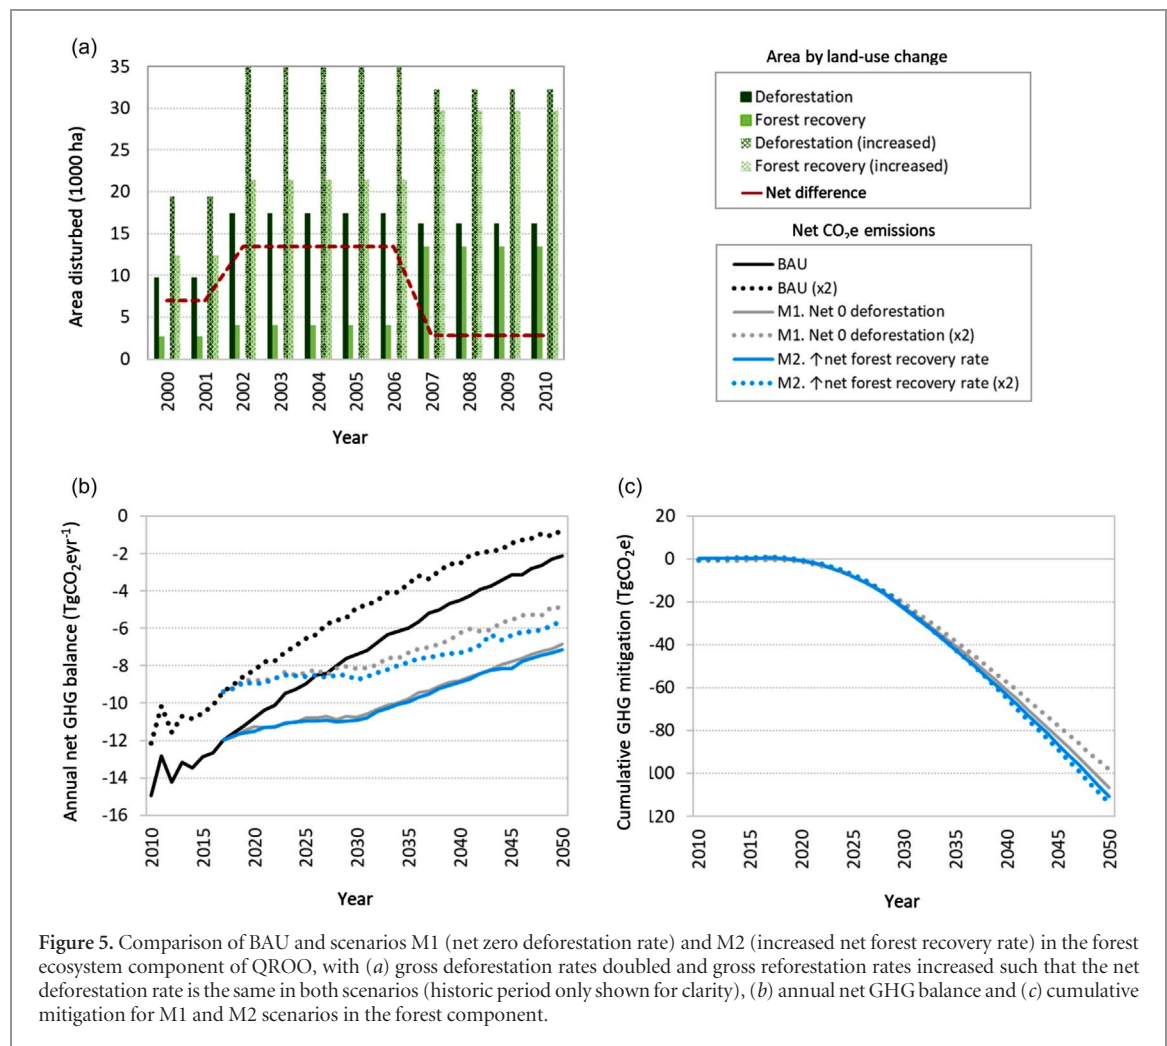 (a)
35
30
25
20
15
10
5
0
Area disturbed (1000 ha)
2000
2001
2002
2003
2004
2005
2006
2007
2008
2009
2010
Year
Area by land-use change
Deforestation
Forest recovery
Deforestation (increased)
Forest recovery (increased)
Net difference
Net CO₂e emissions
BAU
BAU (x2)
M1. Net 0 deforestation
M1. Net 0 deforestation (x2)
M2. ↑net forest recovery rate
M2. ↑net forest recovery rate (x2)
(b)
0
-2
-4
-6
-8
-10
-12
-14
-16
Annual net GHG balance (TgCO₂eyr⁻¹)
2010
2015
2020
2025
2030
2035
2040
2045
2050
Year
(c)
20
0
-20
-40
-60
-80
100
120
Cumulative GHG mitigation (TgCO₂e)
2010
2015
2020
2025
2030
2035
2040
2045
2050
Year
Figure 5. Comparison of BAU and scenarios M1 (net zero deforestation rate) and M2 (increased net forest recovery rate) in the forest
ecosystem component of QROO, with (a) gross deforestation rates doubled and gross reforestation rates increased such that the net
deforestation rate is the same in both scenarios (historic period only shown for clarity), (b) annual net GHG balance and (c) cumulative
mitigation for M1 and M2 scenarios in the forest component.